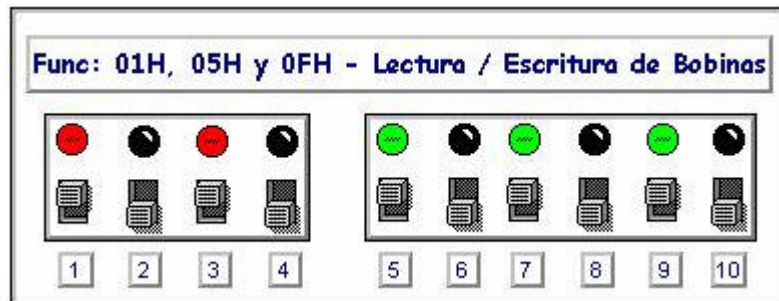 Func: 01H, 05H y 0FH - Lectura / Escritura de Bobinas
1 2 3 4 5 6 7 8 9 10